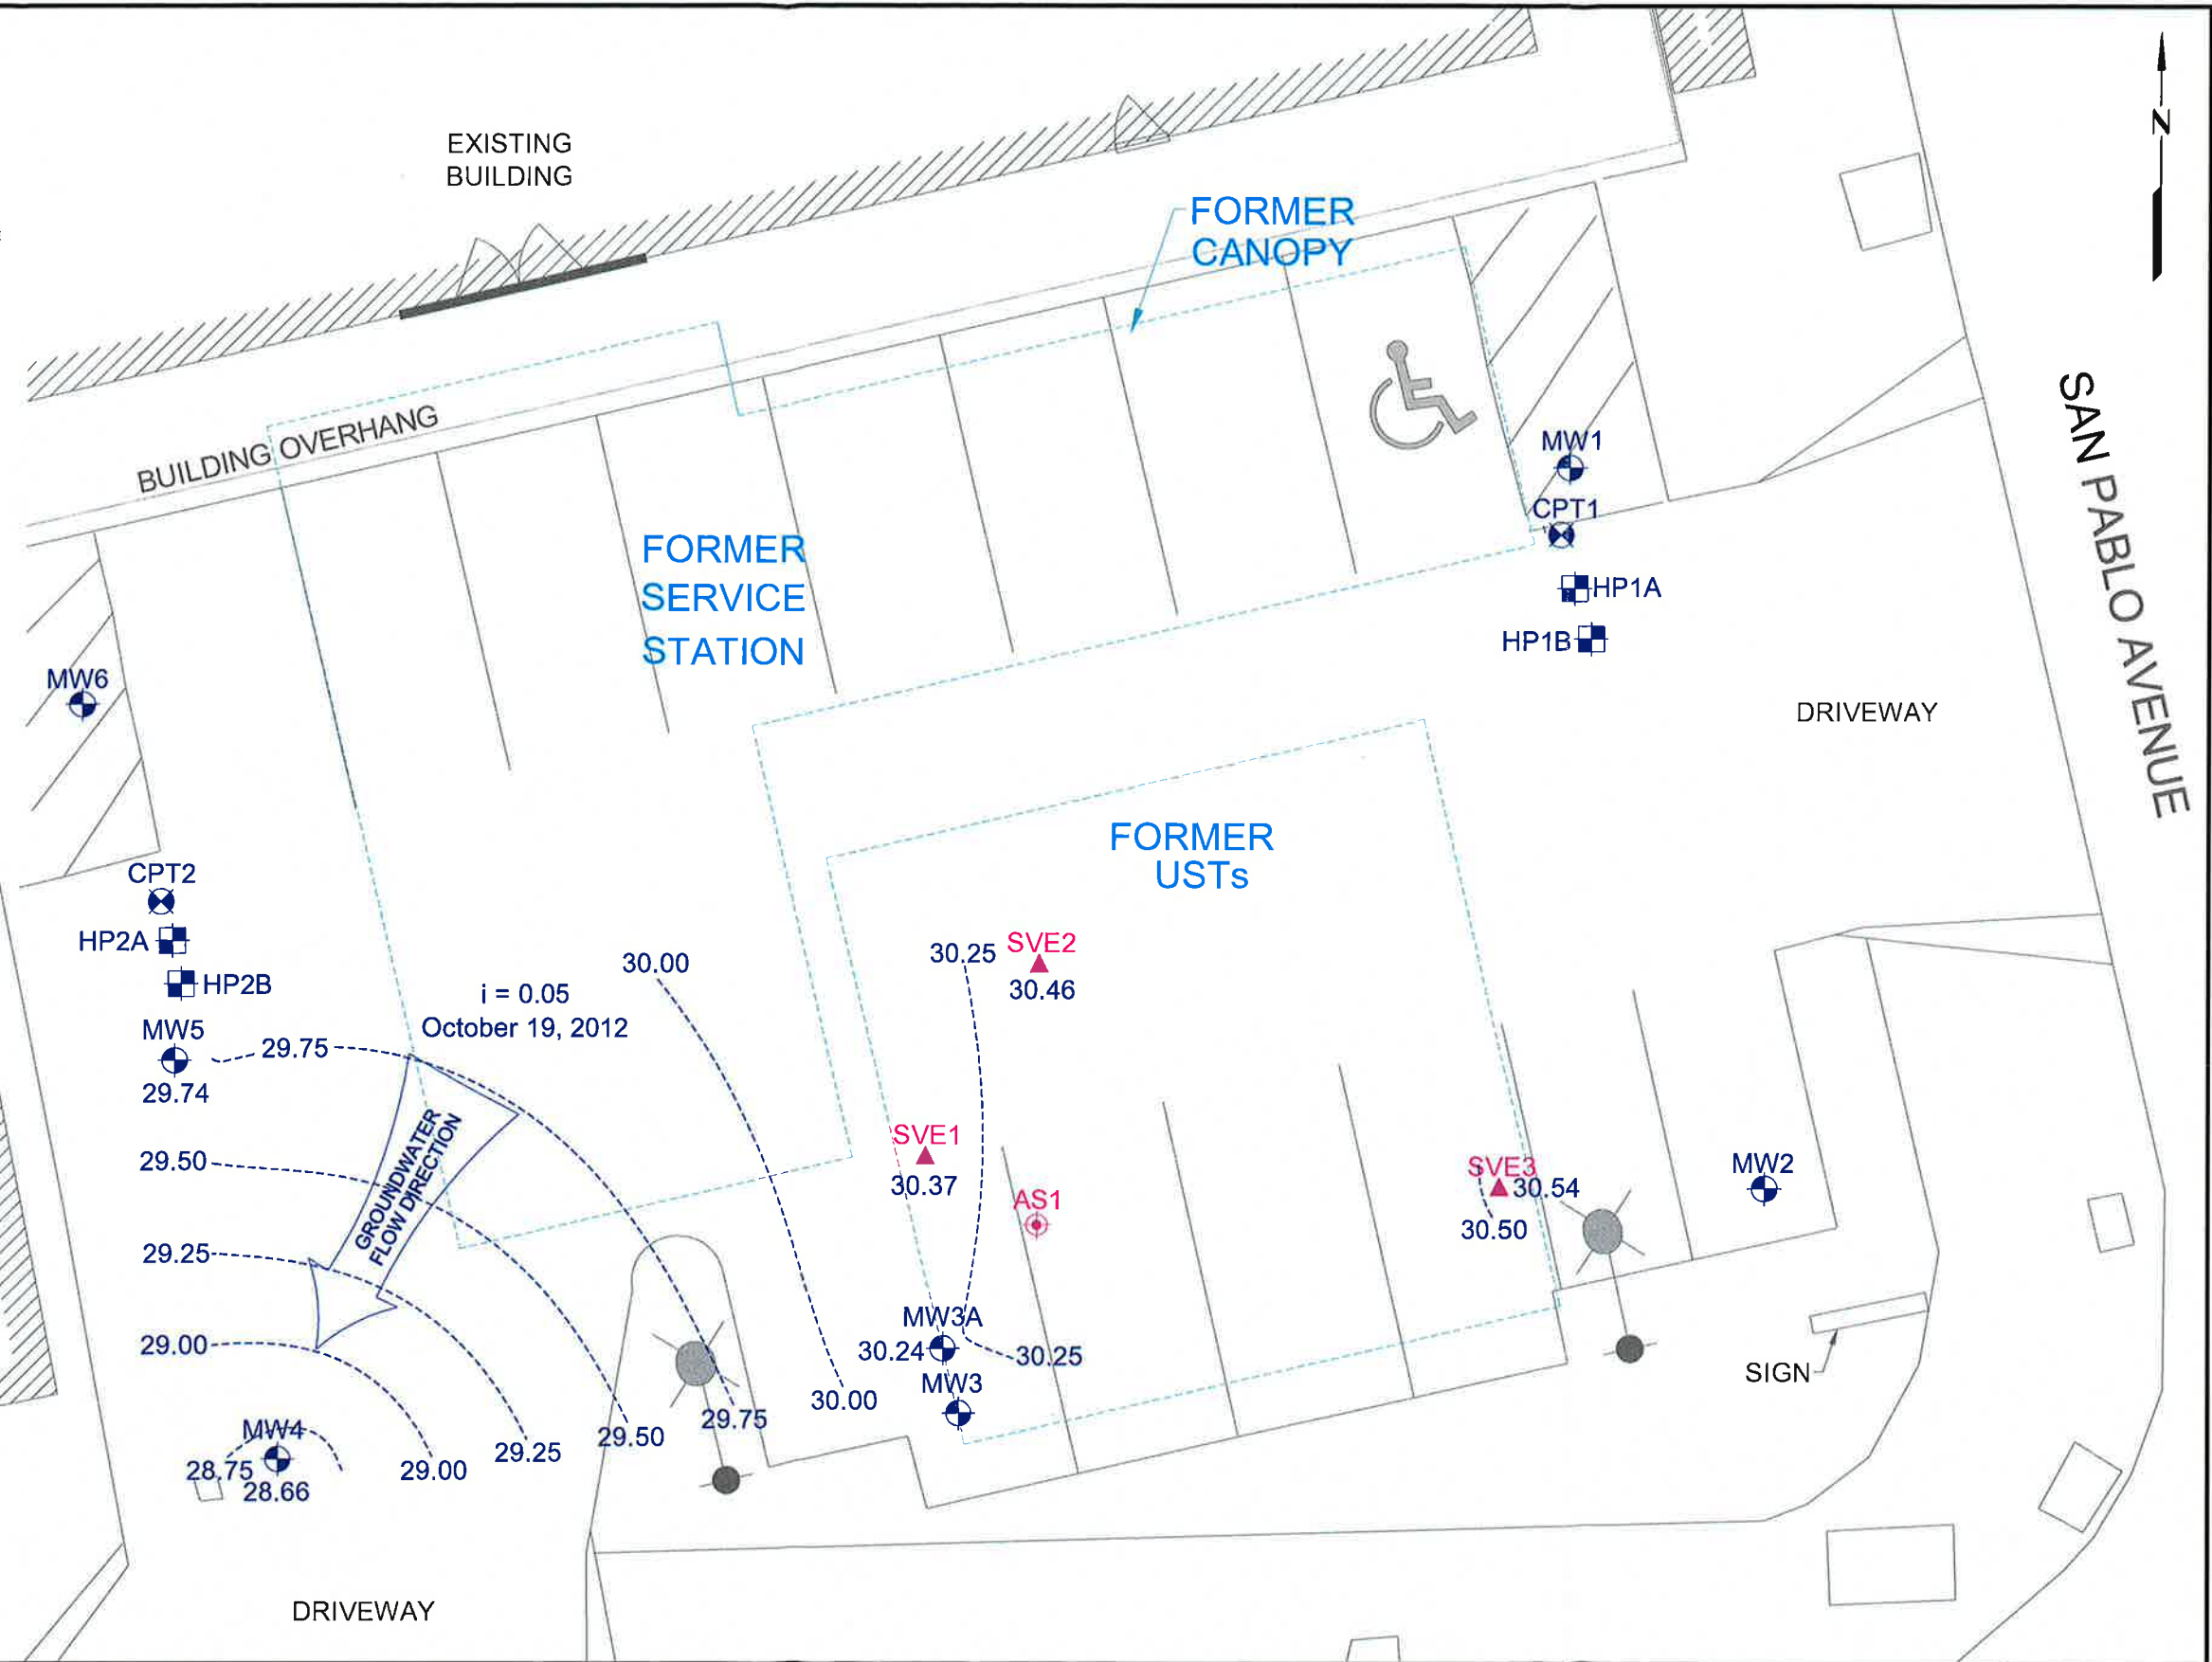 EXISTING
BUILDING
N
FORMER
CANOPY
BUILDING OVERHANG
SAN PABLO AVENUE
MW1
CPT1
HP1A
HP1B
FORMER
SERVICE
STATION
MW6
DRIVEWAY
FORMER
USTs
CPT2
HP2A
HP2B
30.00
30.25
SVE2
30.46
i = 0.05
October 19, 2012
MW5
29.75
29.74
GROUNDWATER
FLOW DIRECTION
SVE1
30.37
29.50
AS1
SVE3
30.54
30.50
MW2
29.25
29.00
MW3A
30.24
30.25
MW3
SIGN
30.00
29.75
29.50
29.25
29.00
MW4
28.75
28.66
DRIVEWAY